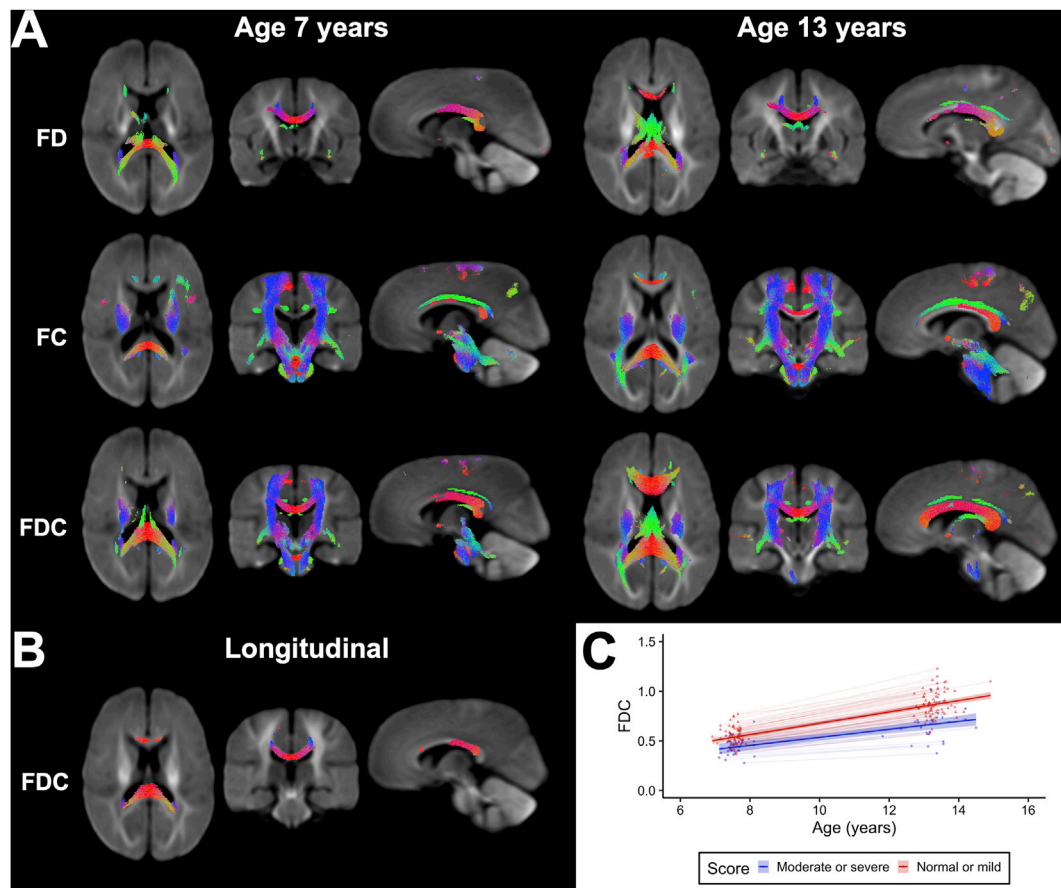 A
Age 7 years
Age 13 years
FD
FC
FDC
B
Longitudinal
FDC
C
1.5
1.0
0.5
0.0
FDC
6
8
10
12
14
16
Age (years)
Score Moderate or severe Normal or mild